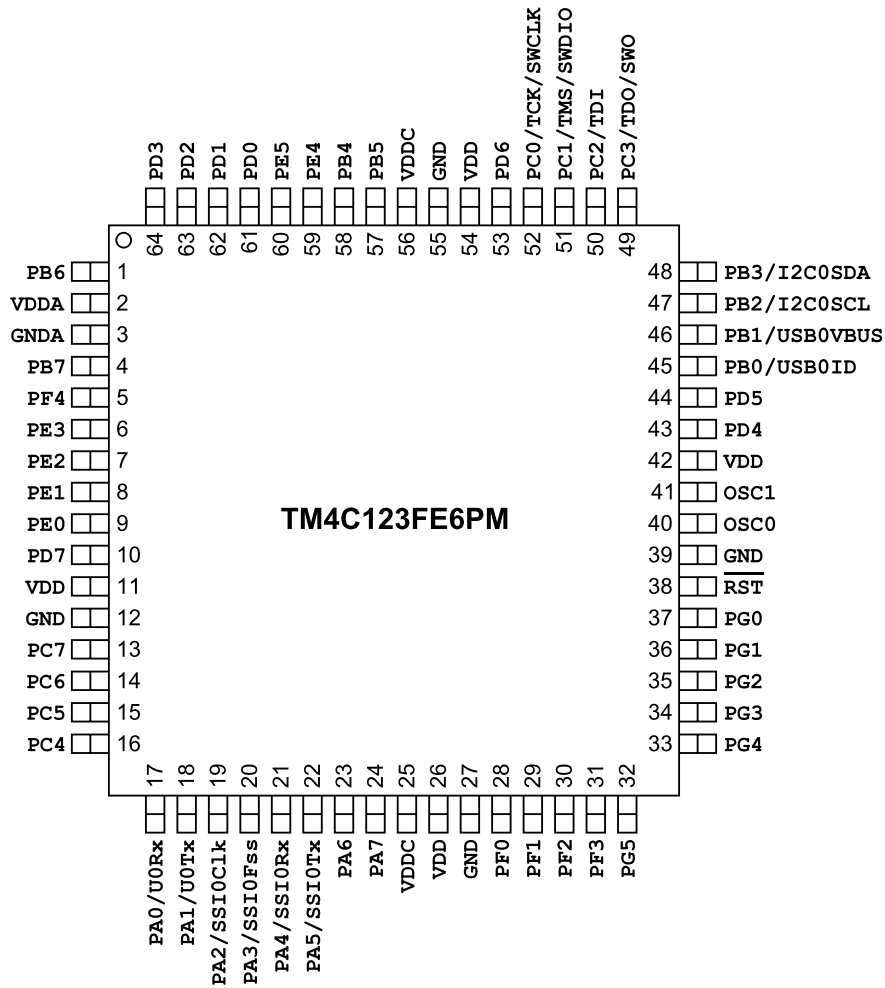 PD3
PD2
PD1
PD0
PE5
PE4
PB4
PB5
VDDC
GND
VDD
PD6
PC0/TCK/SWCLK
PC1/TMS/SWDIO
PC2/TDI
PC3/TDO/SWO
64
63
62
61
60
59
58
57
56
55
54
53
52
51
50
49
PB6 1
VDDA 2
GNDA 3
PB7 4
PF4 5
PE3 6
PE2 7
PE1 8
PE0 9
PD7 10
VDD 11
GND 12
PC7 13
PC6 14
PC5 15
PC4 16
TM4C123FE6PM
48 PB3/I2C0SDA
47 PB2/I2C0SCL
46 PB1/USB0VBUS
45 PB0/USB0ID
44 PD5
43 PD4
42 VDD
41 OSC1
40 OSC0
39 GND
38 RST
37 PG0
36 PG1
35 PG2
34 PG3
33 PG4
17
18
19
20
21
22
23
24
25
26
27
28
29
30
31
32
PA0/U0Rx
PA1/U0Tx
PA2/SSI0Clk
PA3/SSI0Fss
PA4/SSI0Rx
PA5/SSI0Tx
PA6
PA7
VDDC
VDD
GND
PF0
PF1
PF2
PF3
PG5